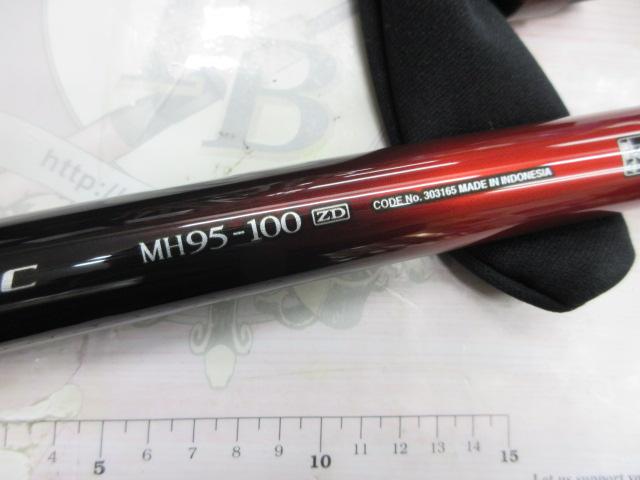 B
http://
C MH95-100 ZD CODE No. 303165 MADE IN INDONESIA
4 5 6 7 8 9 10 11 12 13 14 15